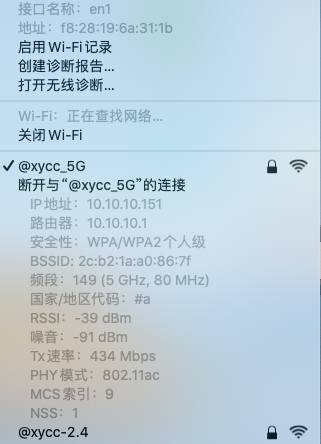 接口名称：en1
地址：f8:28:19:6a:31:1b
启用 Wi-Fi 记录
创建诊断报告...
打开无线诊断...
Wi-Fi：正在查找网络...
关闭 Wi-Fi
@xycc_5G
断开与“@xycc_5G”的连接
IP 地址：10.10.10.151
路由器：10.10.10.1
安全性：WPA/WPA2 个人级
BSSID: 2c:b2:1a:a0:86:7f
频段：149 (5 GHz, 80 MHz)
国家/地区代码：#a
RSSI：-39 dBm
噪音：-91 dBm
Tx 速率：434 Mbps
PHY 模式：802.11ac
MCS 索引：9
NSS：1
@xycc-2.4